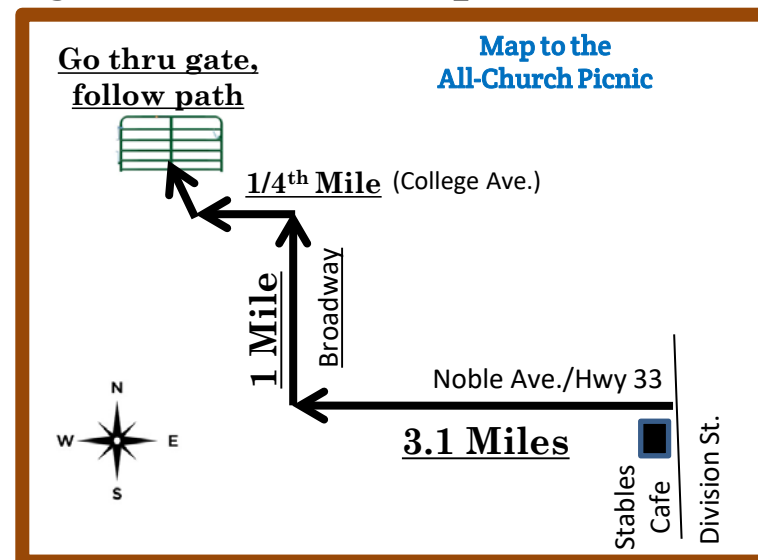 Map to the
All-Church Picnic
Go thru gate,
follow path
1/4th Mile (College Ave.)
1 Mile
Broadway
Noble Ave./Hwy 33
3.1 Miles
Stables
Cafe
Division St.
N
W E
S